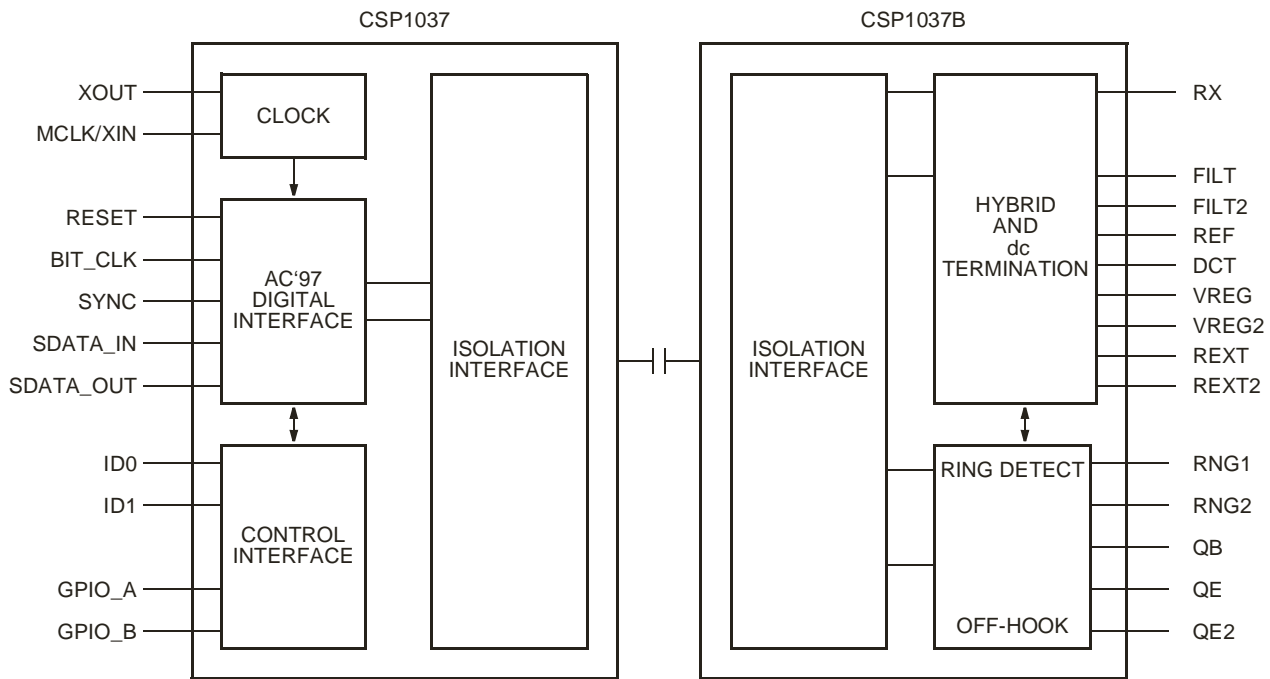 CSP1037
CSP1037B
XOUT
MCLK/XIN
RESET
BIT_CLK
SYNC
SDATA_IN
SDATA_OUT
ID0
ID1
GPIO_A
GPIO_B
CLOCK
AC‘97
DIGITAL
INTERFACE
CONTROL
INTERFACE
ISOLATION
INTERFACE
ISOLATION
INTERFACE
HYBRID
AND
dc
TERMINATION
RING DETECT
OFF-HOOK
RX
FILT
FILT2
REF
DCT
VREG
VREG2
REXT
REXT2
RNG1
RNG2
QB
QE
QE2